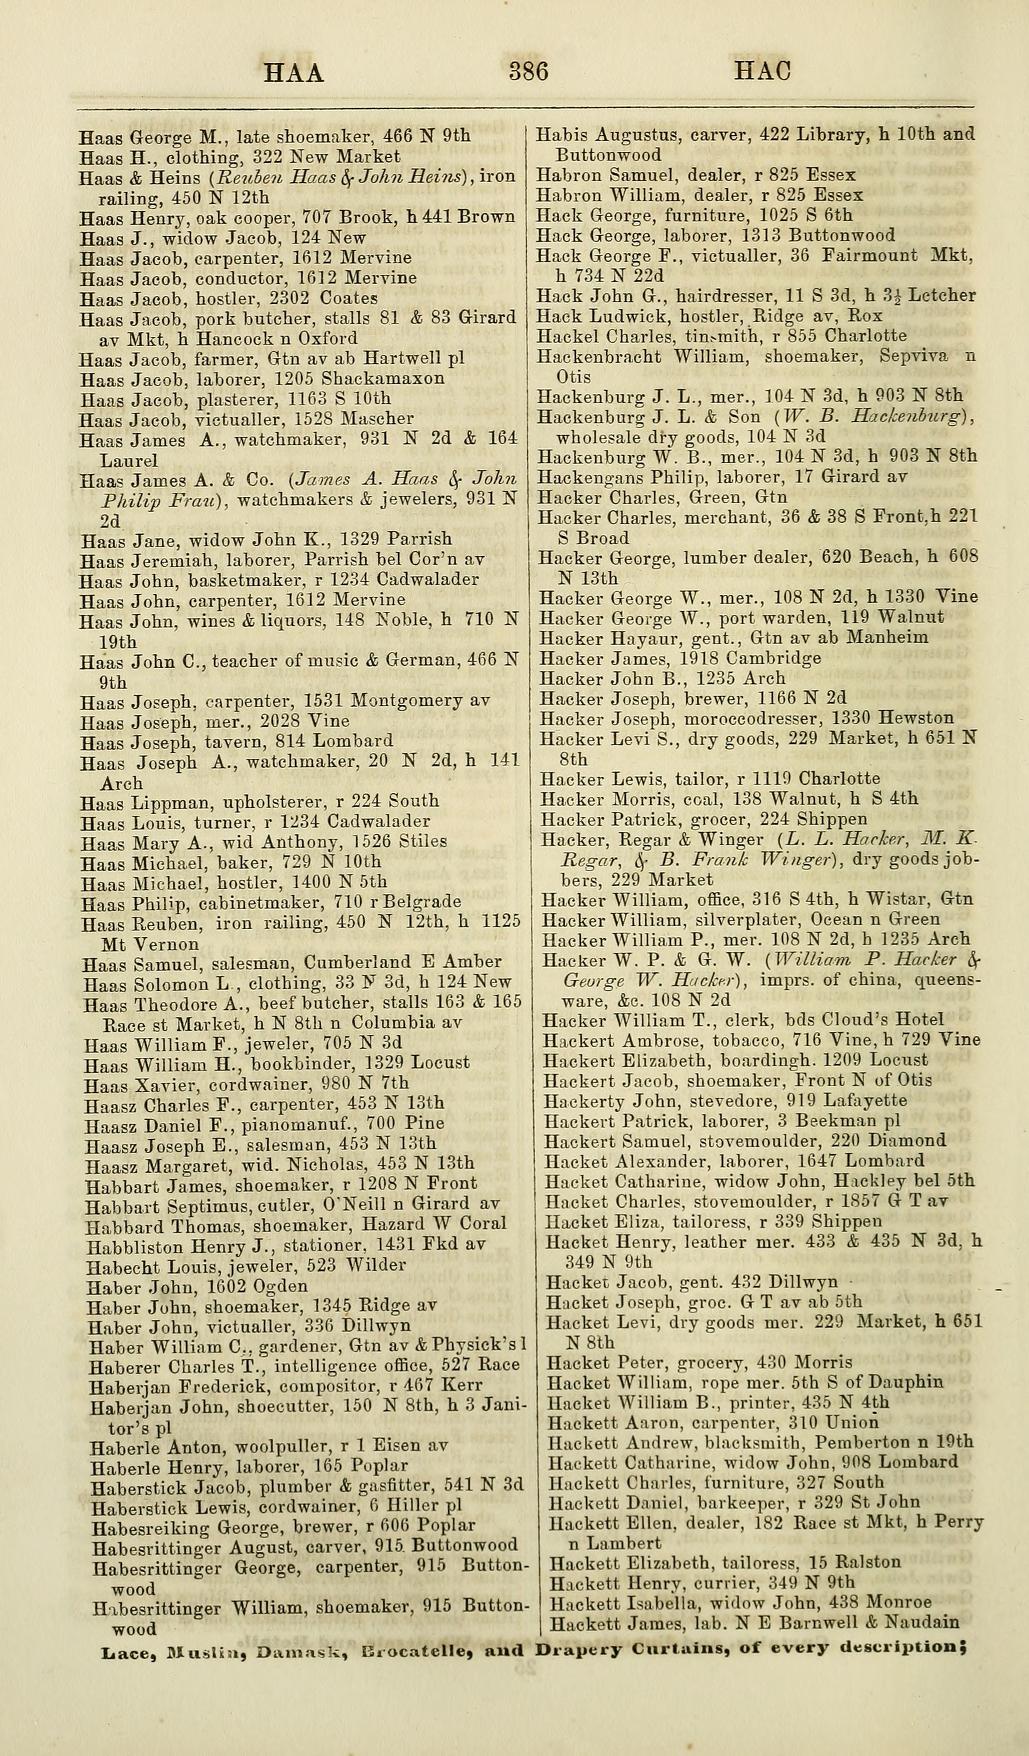 HAA 386 HAC
Haas George M., late shoemaker, 466 N 9th
Haas H., clothing, 322 New Market
Haas & Heins (Reuben Haas & John Heins), iron
railing, 450 N 12th
Haas Henry, oak cooper, 707 Brook, h 441 Brown
Haas J., widow Jacob, 124 New
Haas Jacob, carpenter, 1612 Mervine
Haas Jacob, conductor, 1612 Mervine
Haas Jacob, hostler, 2302 Coates
Haas Jacob, pork butcher, stalls 81 & 83 Girard
av Mkt, h Hancock n Oxford
Haas Jacob, farmer, Gtn av ab Hartwell pl
Haas Jacob, laborer, 1205 Shackamaxon
Haas Jacob, plasterer, 1163 S 10th
Haas Jacob, victualler, 1528 Mascher
Haas James A., watchmaker, 931 N 2d & 164
Laurel
Haas James A. & Co. (James A. Haas & John
Philip Frau), watchmakers & jewelers, 931 N
2d
Haas Jane, widow John K., 1329 Parrish
Haas Jeremiah, laborer, Parrish bel Cor'n av
Haas John, basketmaker, r 1234 Cadwalader
Haas John, carpenter, 1612 Mervine
Haas John, wines & liquors, 148 Noble, h 710 N
19th
Haas John C., teacher of music & German, 466 N
9th
Haas Joseph, carpenter, 1531 Montgomery av
Haas Joseph, mer., 2028 Vine
Haas Joseph, tavern, 814 Lombard
Haas Joseph A., watchmaker, 20 N 2d, h 141
Arch
Haas Lippman, upholsterer, r 224 South
Haas Louis, turner, r 1234 Cadwalader
Haas Mary A., wid Anthony, 1526 Stiles
Haas Michael, baker, 729 N 10th
Haas Michael, hostler, 1400 N 5th
Haas Philip, cabinetmaker, 710 r Belgrade
Haas Reuben, iron railing, 450 N 12th, h 1125
Mt Vernon
Haas Samuel, salesman, Cumberland E Amber
Haas Solomon L., clothing, 33 N 3d, h 124 New
Haas Theodore A., beef butcher, stalls 163 & 165
Race st Market, h N 8th n Columbia av
Haas William F., jeweler, 705 N 3d
Haas William H., bookbinder, 1329 Locust
Haas Xavier, cordwainer, 980 N 7th
Haasz Charles F., carpenter, 453 N 13th
Haasz Daniel F., pianomanuf., 700 Pine
Haasz Joseph E., salesman, 453 N 13th
Haasz Margaret, wid. Nicholas, 453 N 13th
Habbart James, shoemaker, r 1208 N Front
Habbart Septimus, cutler, O'Neill n Girard av
Habbard Thomas, shoemaker, Hazard W Coral
Habbliston Henry J., stationer, 1431 Fkd av
Habecht Louis, jeweler, 523 Wilder
Haber John, 1602 Ogden
Haber John, shoemaker, 1345 Ridge av
Haber John, victualler, 336 Dillwyn
Haber William C., gardener, Gtn av & Physick's l
Haberer Charles T., intelligence office, 527 Race
Haberjan Frederick, compositor, r 467 Kerr
Haberjan John, shoecutter, 150 N 8th, h 3 Jani-
tor's pl
Haberle Anton, woolpuller, r 1 Eisen av
Haberle Henry, laborer, 165 Poplar
Haberstick Jacob, plumber & gasfitter, 541 N 3d
Haberstick Lewis, cordwainer, 6 Hiller pl
Habesreiking George, brewer, r 606 Poplar
Habesrittinger August, carver, 915 Buttonwood
Habesrittinger George, carpenter, 915 Button-
wood
Habesrittinger William, shoemaker, 915 Button-
wood
Habis Augustus, carver, 422 Library, h 10th and
Buttonwood
Habron Samuel, dealer, r 825 Essex
Habron William, dealer, r 825 Essex
Hack George, furniture, 1025 S 6th
Hack George, laborer, 1313 Buttonwood
Hack George F., victualler, 36 Fairmount Mkt,
h 734 N 22d
Hack John G., hairdresser, 11 S 3d, h 3½ Letcher
Hack Ludwick, hostler, Ridge av, Rox
Hackel Charles, tinsmith, r 855 Charlotte
Hackenbracht William, shoemaker, Sepviva n
Otis
Hackenburg J. L., mer., 104 N 3d, h 903 N 8th
Hackenburg J. L. & Son (W. B. Hackenburg),
wholesale dry goods, 104 N 3d
Hackenburg W. B., mer., 104 N 3d, h 903 N 8th
Hackengans Philip, laborer, 17 Girard av
Hacker Charles, Green, Gtn
Hacker Charles, merchant, 36 & 38 S Front, h 221
S Broad
Hacker George, lumber dealer, 620 Beach, h 608
N 13th
Hacker George W., mer., 108 N 2d, h 1330 Vine
Hacker George W., port warden, 119 Walnut
Hacker Hayaur, gent., Gtn av ab Manheim
Hacker James, 1918 Cambridge
Hacker John B., 1235 Arch
Hacker Joseph, brewer, 1166 N 2d
Hacker Joseph, moroccodresser, 1330 Hewston
Hacker Levi S., dry goods, 229 Market, h 651 N
8th
Hacker Lewis, tailor, r 1119 Charlotte
Hacker Morris, coal, 138 Walnut, h S 4th
Hacker Patrick, grocer, 224 Shippen
Hacker, Regar & Winger (L. L. Hacker, M. K.
Regar, & B. Frank Winger), dry goods job-
bers, 229 Market
Hacker William, office, 316 S 4th, h Wistar, Gtn
Hacker William, silverplater, Ocean n Green
Hacker William P., mer. 108 N 2d, h 1235 Arch
Hacker W. P. & G. W. (William P. Hacker &
George W. Hacker), imprs. of china, queens-
ware, &c. 108 N 2d
Hacker William T., clerk, bds Cloud's Hotel
Hackert Ambrose, tobacco, 716 Vine, h 729 Vine
Hackert Elizabeth, boardingh. 1209 Locust
Hackert Jacob, shoemaker, Front N of Otis
Hackerty John, stevedore, 919 Lafayette
Hackert Patrick, laborer, 3 Beekman pl
Hackert Samuel, stovemoulder, 220 Diamond
Hacket Alexander, laborer, 1647 Lombard
Hacket Catharine, widow John, Hackley bel 5th
Hacket Charles, stovemoulder, r 1857 G T av
Hacket Eliza, tailoress, r 339 Shippen
Hacket Henry, leather mer. 433 & 435 N 3d, h
349 N 9th
Hacket Jacob, gent. 432 Dillwyn
Hacket Joseph, groc. G T av ab 5th
Hacket Levi, dry goods mer. 229 Market, h 651
N 8th
Hacket Peter, grocery, 430 Morris
Hacket William, rope mer. 5th S of Dauphin
Hacket William B., printer, 435 N 4th
Hackett Aaron, carpenter, 310 Union
Hackett Andrew, blacksmith, Pemberton n 19th
Hackett Catharine, widow John, 908 Lombard
Hackett Charles, furniture, 327 South
Hackett Daniel, barkeeper, r 329 St John
Hackett Ellen, dealer, 182 Race st Mkt, h Perry
n Lambert
Hackett Elizabeth, tailoress, 15 Ralston
Hackett Henry, currier, 349 N 9th
Hackett Isabella, widow John, 438 Monroe
Hackett James, lab. N E Barnwell & Naudain
Lace, Muslin, Damask, Brocatelle, and Drapery Curtains, of every description;